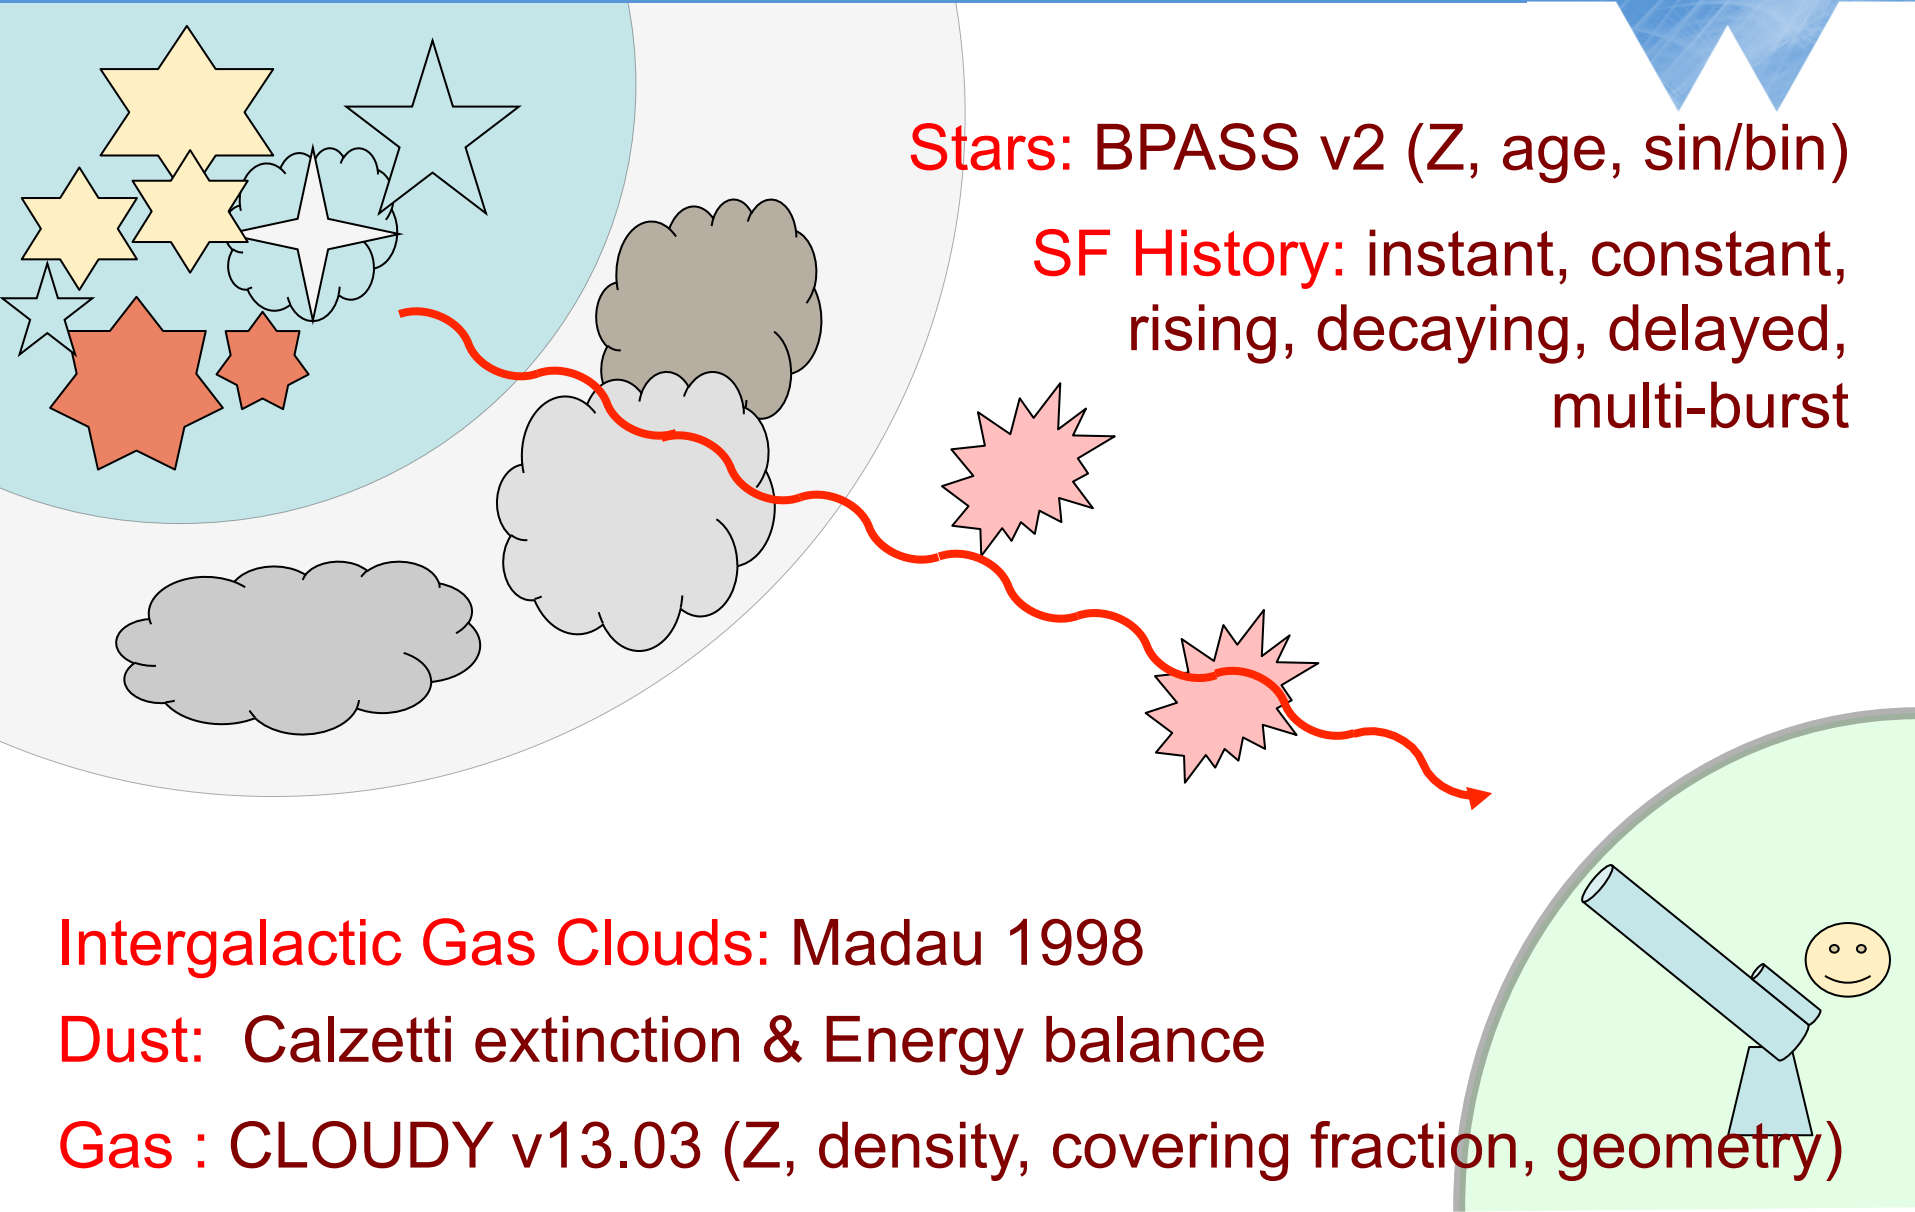 Stars: BPASS v2 (Z, age, sin/bin)
SF History: instant, constant,
rising, decaying, delayed,
multi-burst
Intergalactic Gas Clouds: Madau 1998
Dust: Calzetti extinction & Energy balance
Gas : CLOUDY v13.03 (Z, density, covering fraction, geometry)